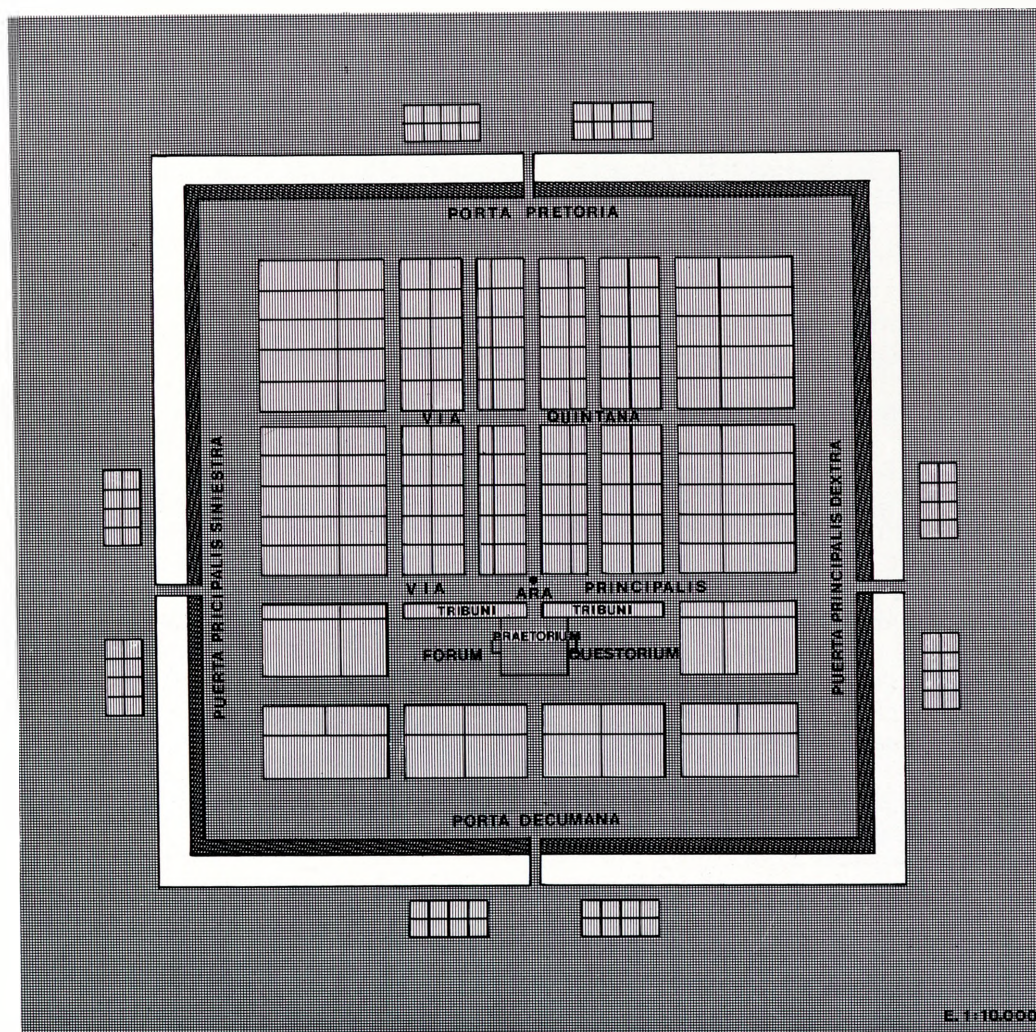 PORTA PRETORIA
VIA QUINTANA
PUERTA PRICIPALIS SINIESTRA
PUERTA PRINCIPALIS DEXTRA
VIA PRINCIPALIS
ARA
TRIBUNI TRIBUNI
PRAETORIUM
FORUM QUESTORIUM
PORTA DECUMANA
E. 1:10.000